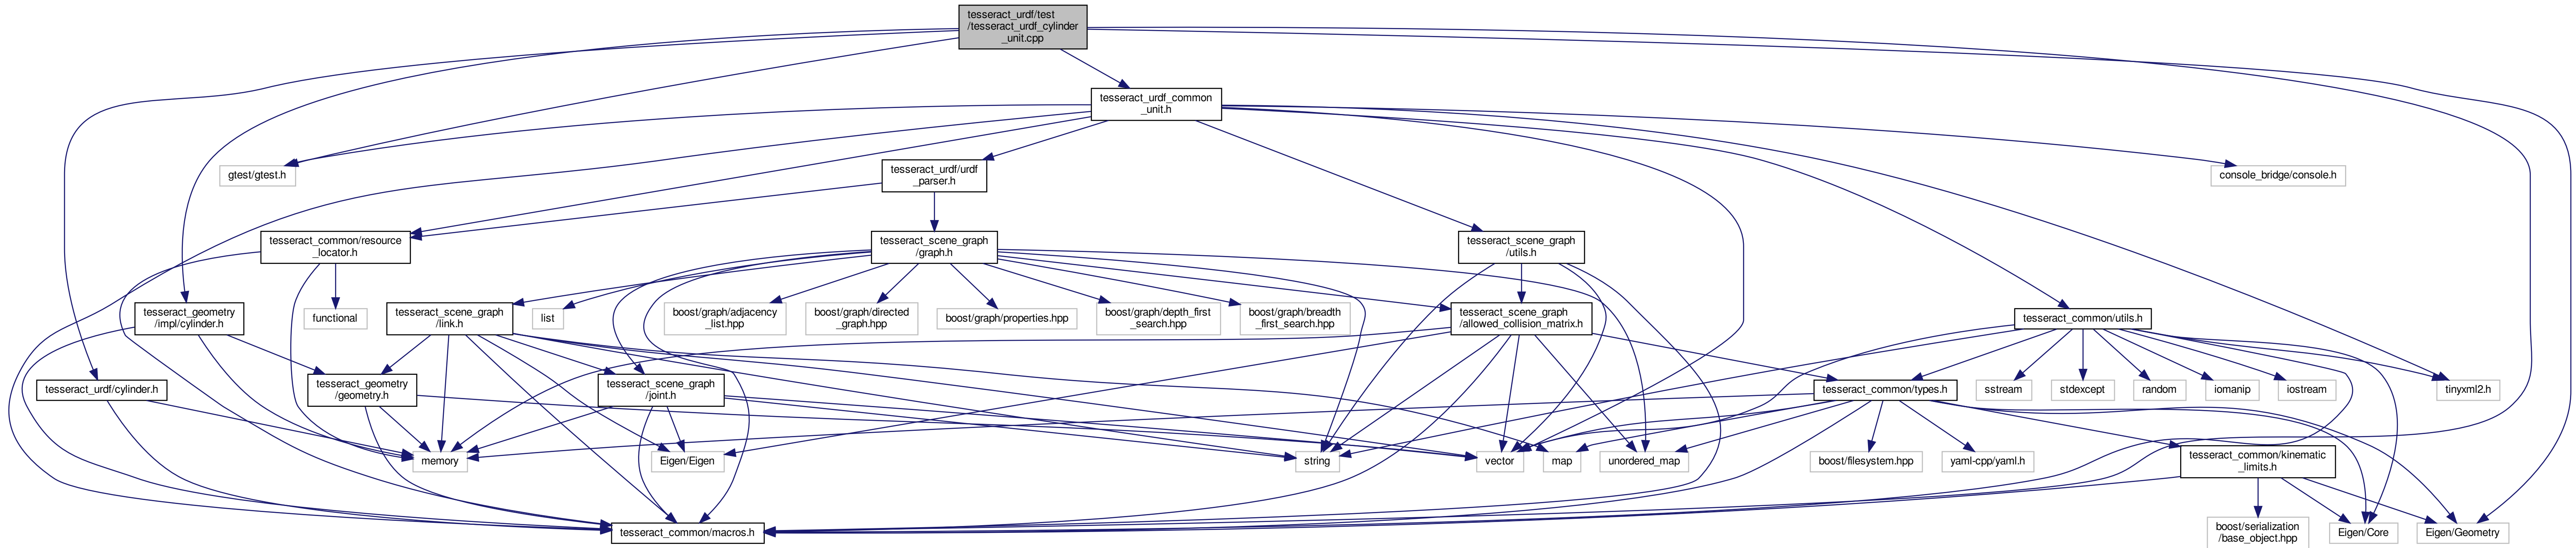 tesseract_urdf/test
/tesseract_urdf_cylinder
_unit.cpp
tesseract_urdf_common
_unit.h
gtest/gtest.h
tesseract_urdf/urdf
_parser.h
console_bridge/console.h
tesseract_common/resource
_locator.h
tesseract_scene_graph
/graph.h
tesseract_scene_graph
/utils.h
tesseract_geometry
/impl/cylinder.h
functional
tesseract_scene_graph
/link.h
list
boost/graph/adjacency
_list.hpp
boost/graph/directed
_graph.hpp
boost/graph/properties.hpp
boost/graph/depth_first
_search.hpp
boost/graph/breadth
_first_search.hpp
tesseract_scene_graph
/allowed_collision_matrix.h
tesseract_common/utils.h
tesseract_urdf/cylinder.h
tesseract_geometry
/geometry.h
tesseract_scene_graph
/joint.h
tesseract_common/types.h
sstream
stdexcept
random
iomanip
iostream
tinyxml2.h
memory
Eigen/Eigen
string
vector
map
unordered_map
boost/filesystem.hpp
yaml-cpp/yaml.h
tesseract_common/kinematic
_limits.h
tesseract_common/macros.h
boost/serialization
/base_object.hpp
Eigen/Core
Eigen/Geometry